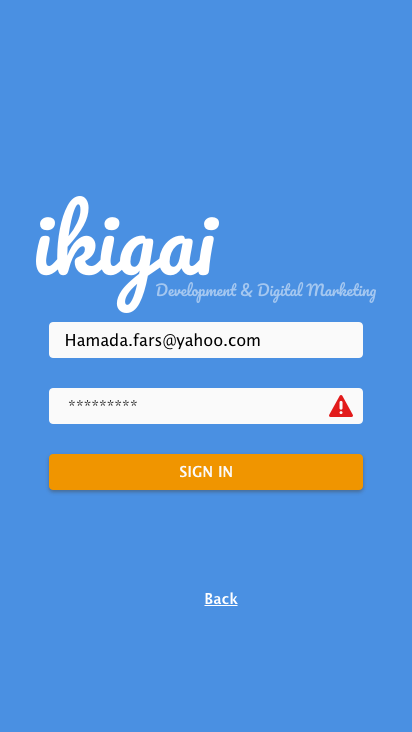 ikigai
Development & Digital Marketing
Hamada.fars@yahoo.com
*********
SIGN IN
Back